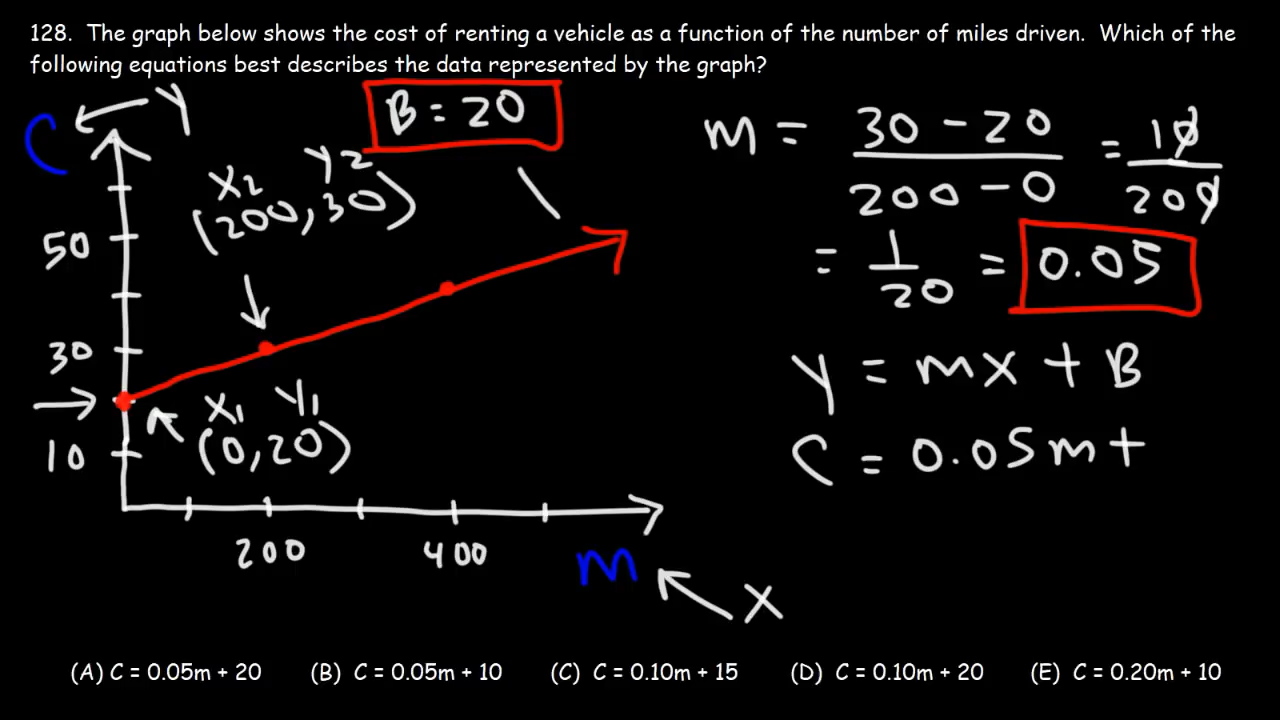 128. The graph below shows the cost of renting a vehicle as a function of the number of miles driven. Which of the
following equations best describes the data represented by the graph?
C
Y
B = 20
X2 Y2
(200, 30)
50
30
10
X1 Y1
(0, 20)
200
400
m
X
m = 30 - 20 / 200 - 0 = 10 / 200
= 1 / 20 = 0.05
Y = mX + B
C = 0.05m +
(A) C = 0.05m + 20 (B) C = 0.05m + 10 (C) C = 0.10m + 15 (D) C = 0.10m + 20 (E) C = 0.20m + 10